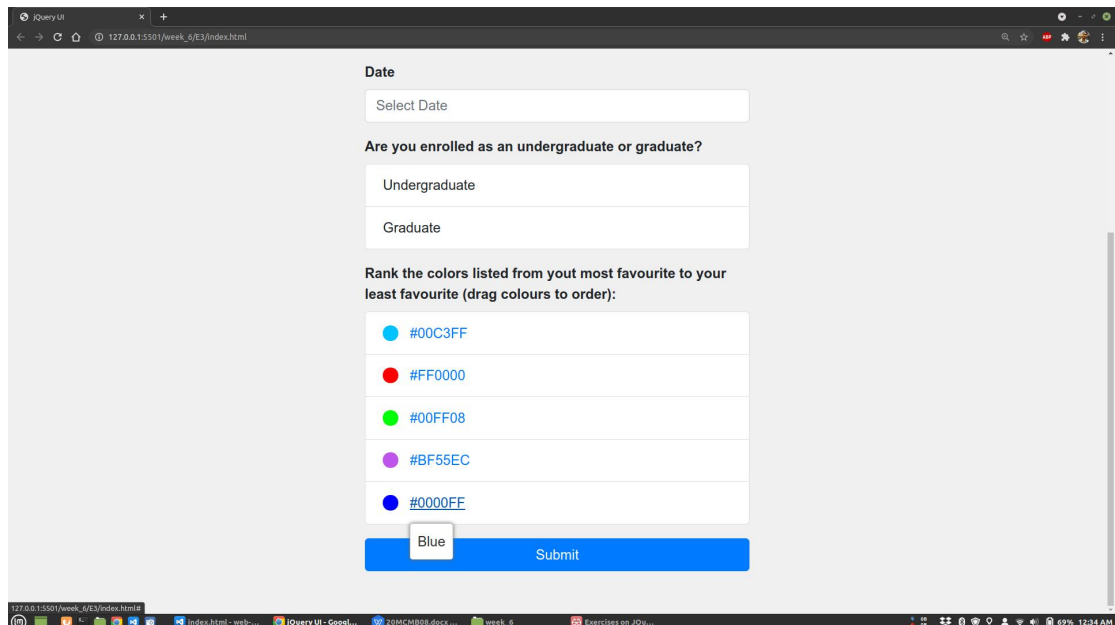 jQuery UI
127.0.0.1:5501/week_6/E3/index.html
ABP
Date
Select Date
Are you enrolled as an undergraduate or graduate?
Undergraduate
Graduate
Rank the colors listed from yout most favourite to your
least favourite (drag colours to order):
#00C3FF
#FF0000
#00FF08
#BF55EC
#0000FF
Blue
Submit
127.0.0.1:5501/week_6/E3/index.html#
index.html - web-... jQuery UI - Googl... 20MCMB08.docx ... week_6 Exercises on JQu... 69% 12:34 AM